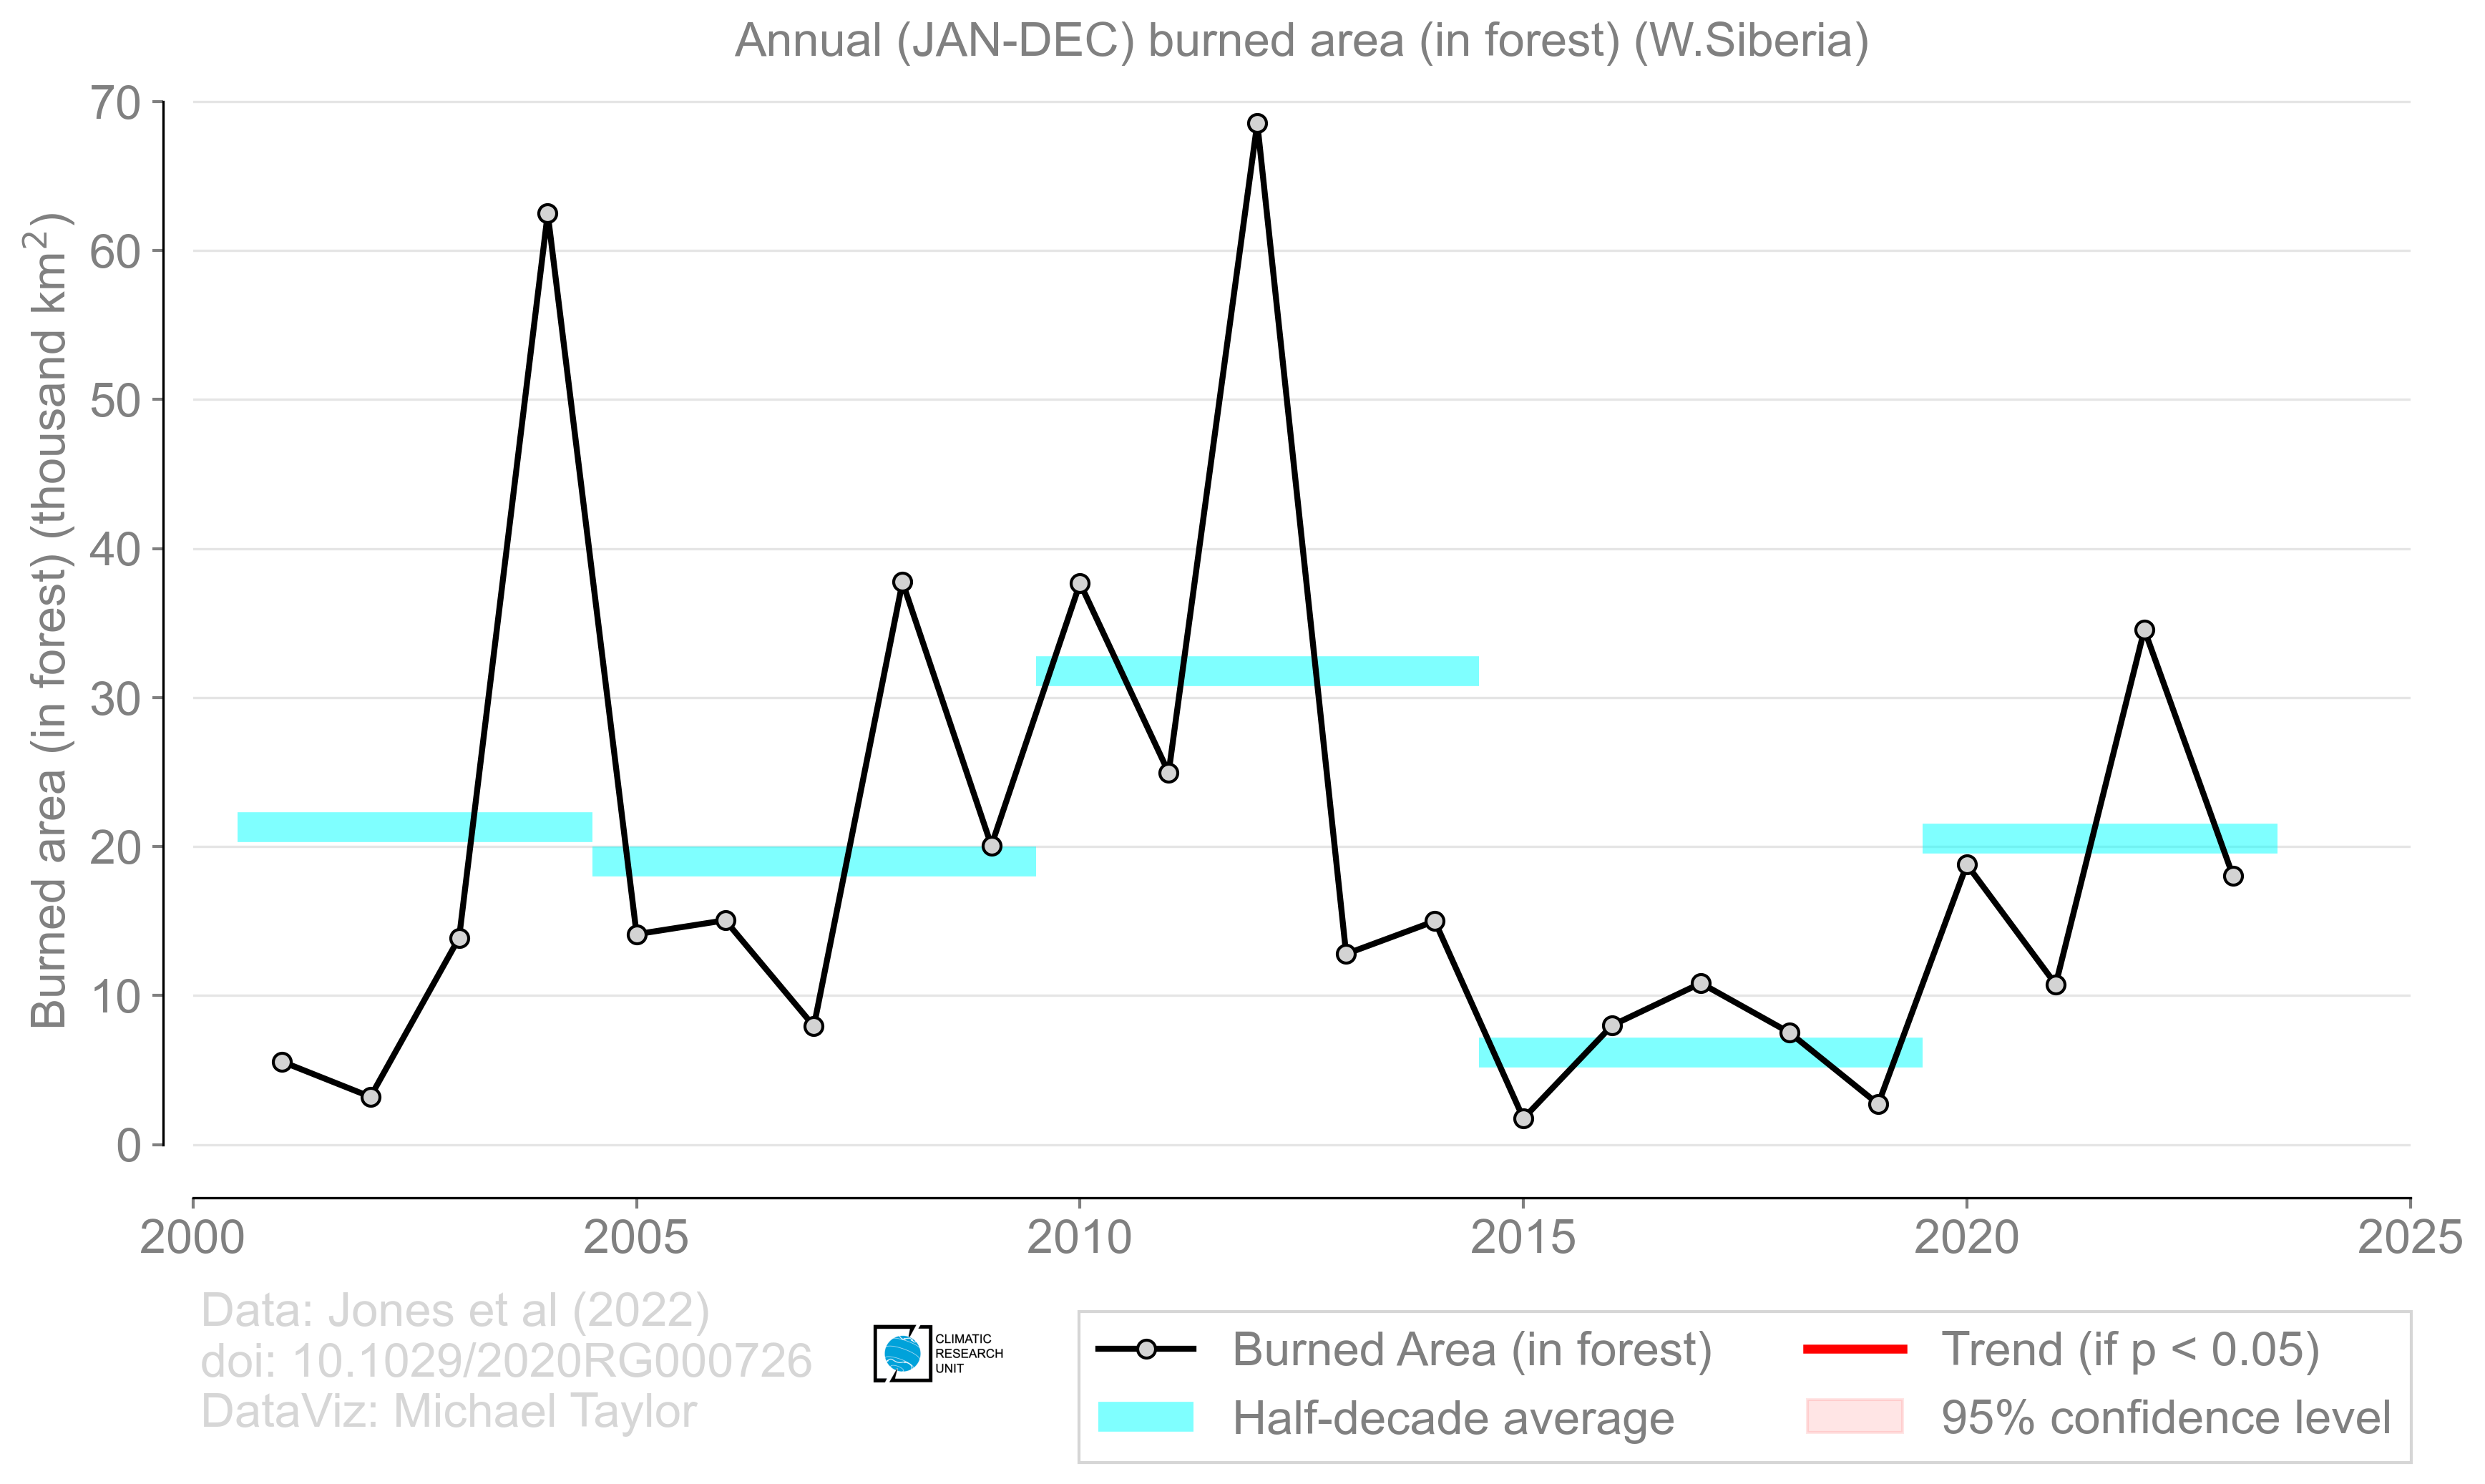 Annual (JAN-DEC) burned area (in forest) (W.Siberia)
Burned area (in forest) (thousand km²)
70
60
50
40
30
20
10
0
2000 2005 2010 2015 2020 2025
Data: Jones et al (2022)
doi: 10.1029/2020RG000726
DataViz: Michael Taylor
CLIMATIC
RESEARCH
UNIT
Burned Area (in forest)
Half-decade average
Trend (if p < 0.05)
95% confidence level